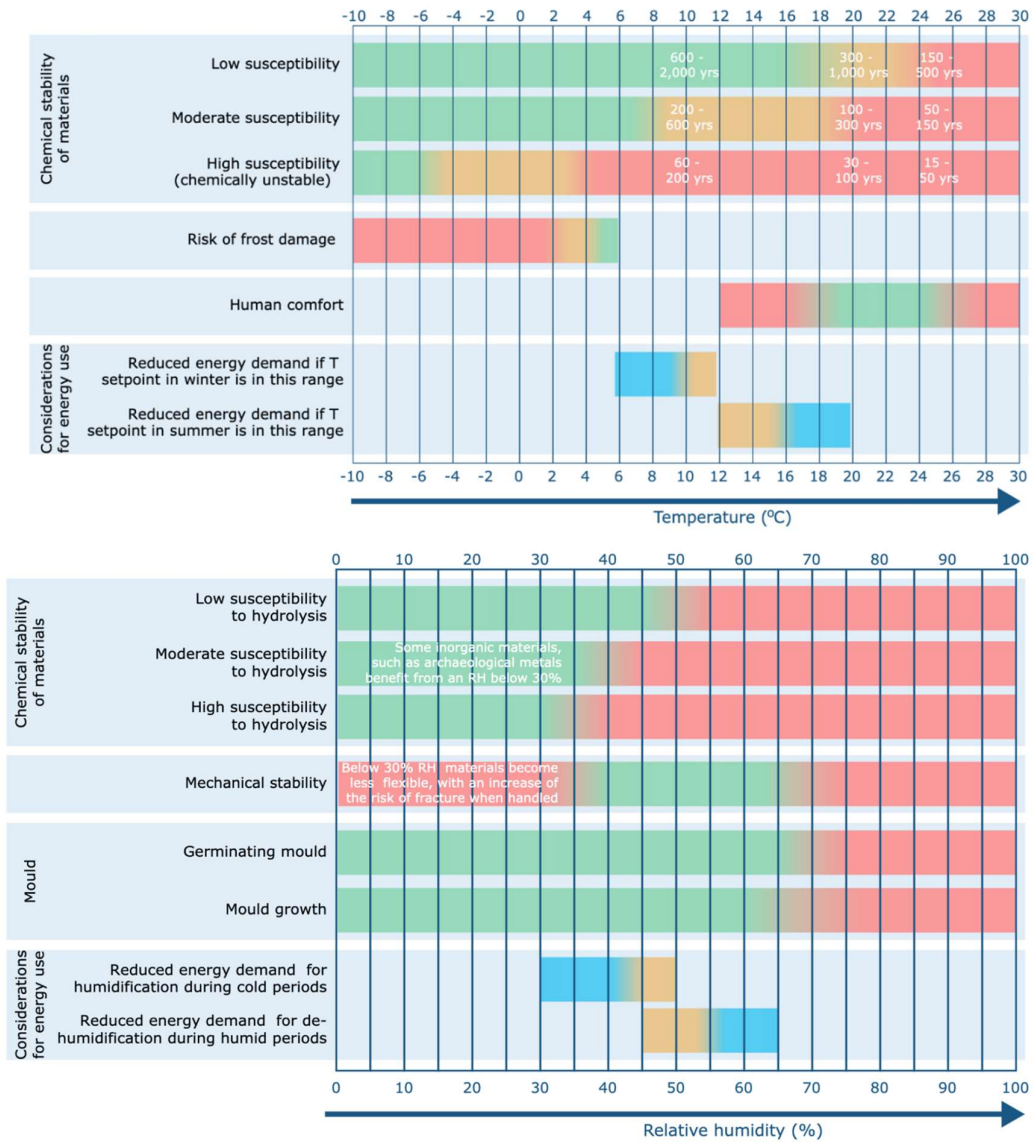 -10 -8 -6 -4 -2 0 2 4 6 8 10 12 14 16 18 20 22 24 26 28 30
Chemical stability
of materials
Low susceptibility
600 -
2,000 yrs
300 -
1,000 yrs
150 -
500 yrs
Moderate susceptibility
200 -
600 yrs
100 -
300 yrs
50 -
150 yrs
High susceptibility
(chemically unstable)
60 -
200 yrs
30 -
100 yrs
15 -
50 yrs
Risk of frost damage
Human comfort
Considerations
for energy use
Reduced energy demand if T
setpoint in winter is in this range
Reduced energy demand if T
setpoint in summer is in this range
-10 -8 -6 -4 -2 0 2 4 6 8 10 12 14 16 18 20 22 24 26 28 30
Temperature (⁰C)
0 10 20 30 40 50 60 70 80 90 100
Chemical stability
of materials
Low susceptibility
to hydrolysis
Moderate susceptibility
to hydrolysis
Some inorganic materials,
such as archaeological metals
benefit from an RH below 30%
High susceptibility
to hydrolysis
Mechanical stability
Below 30% RH materials become
less flexible, with an increase of
the risk of fracture when handled
Mould
Germinating mould
Mould growth
Considerations
for energy use
Reduced energy demand for
humidification during cold periods
Reduced energy demand for de-
humidification during humid periods
0 10 20 30 40 50 60 70 80 90 100
Relative humidity (%)